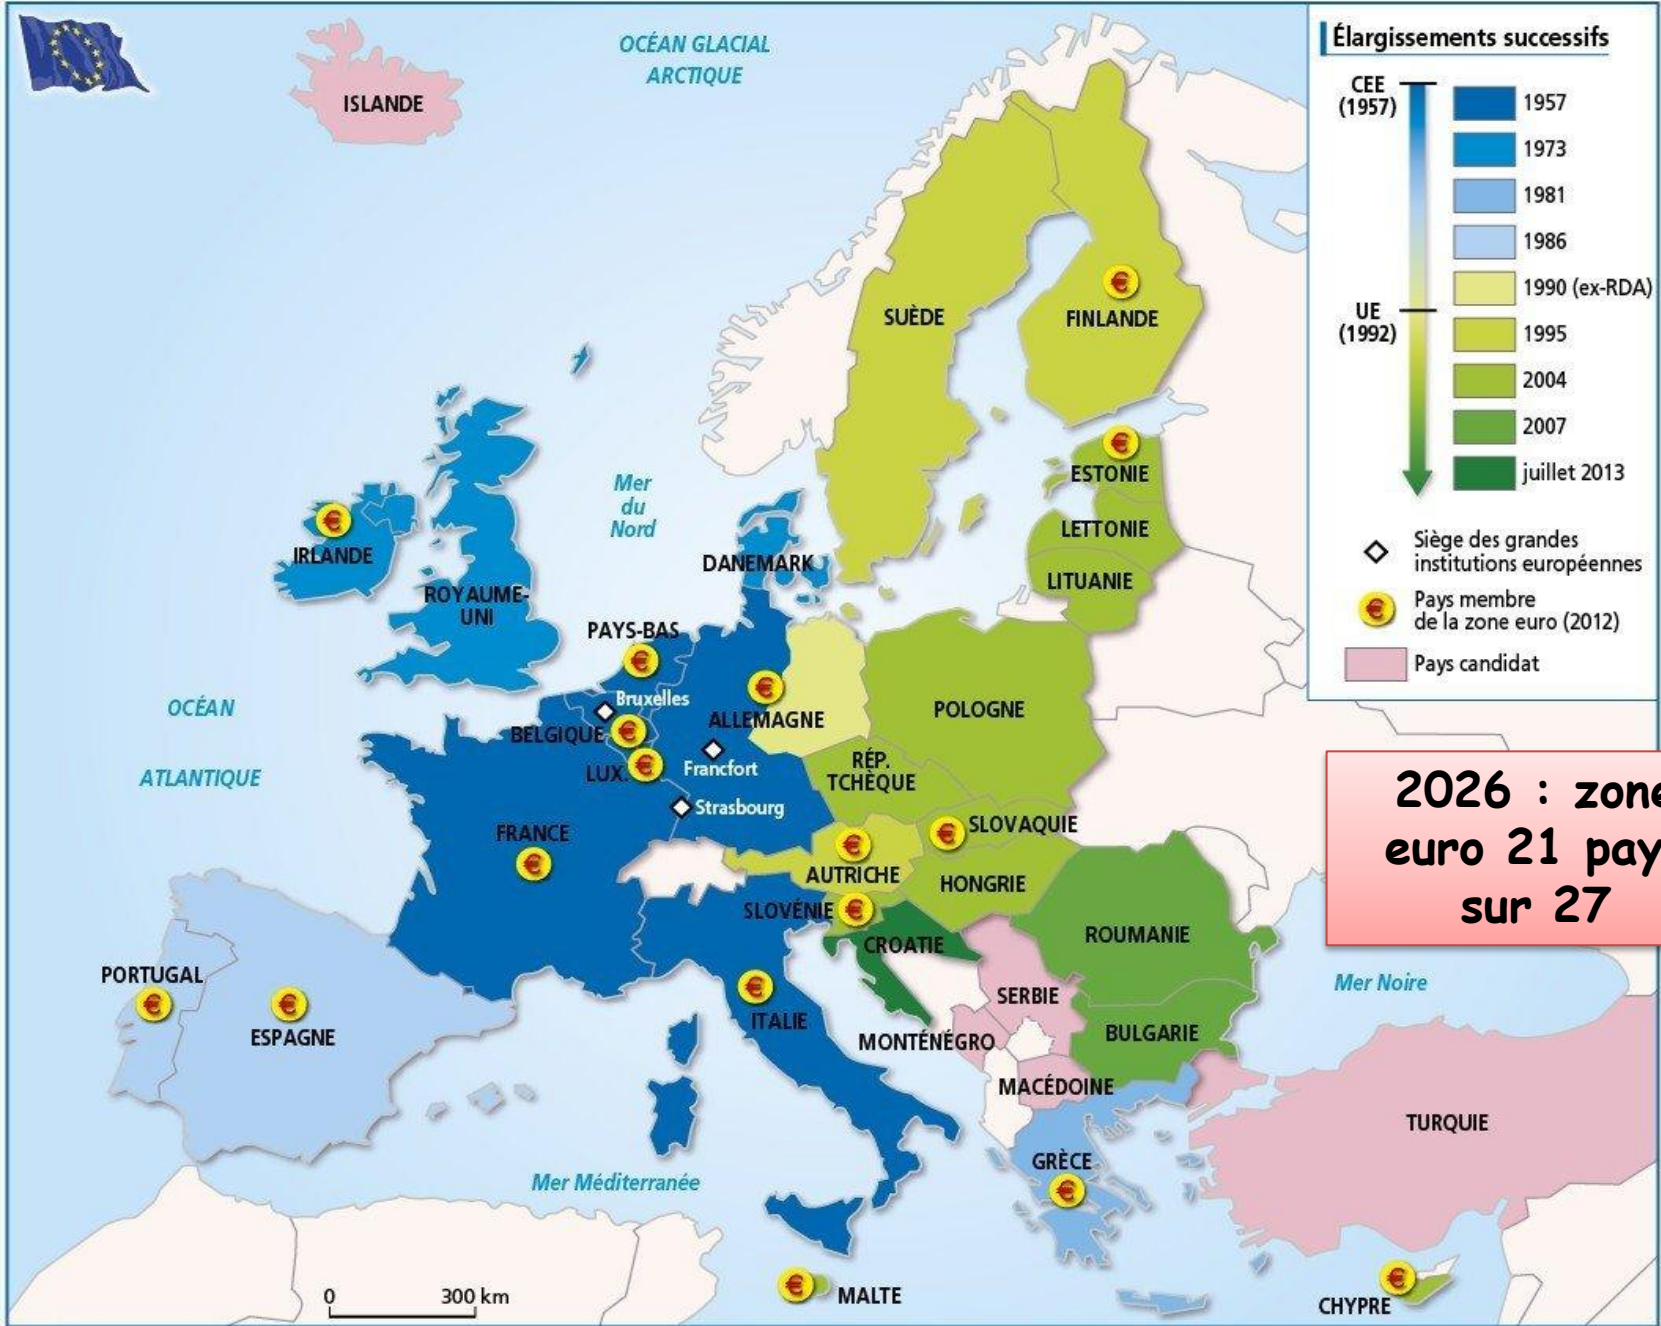 OCÉAN GLACIAL
ARCTIQUE
ISLANDE
Élargissements successifs
CEE
(1957)
1957
1973
1981
1986
1990 (ex-RDA)
UE
(1992)
1995
2004
2007
juillet 2013
Siège des grandes
institutions européennes
Pays membre
de la zone euro (2012)
Pays candidat
SUÈDE
FINLANDE
ESTONIE
LETTONIE
LITUANIE
Mer
du
Nord
IRLANDE
ROYAUME-
UNI
DANEMARK
PAYS-BAS
Bruxelles
BELGIQUE
ALLEMAGNE
POLOGNE
OCÉAN
ATLANTIQUE
LUX.
Francfort
RÉP.
TCHÈQUE
Strasbourg
2026 : zone
euro 21 pay
sur 27
FRANCE
SLOVAQUIE
AUTRICHE
HONGRIE
SLOVÉNIE
CROATIE
ROUMANIE
PORTUGAL
ESPAGNE
ITALIE
SERBIE
Mer Noire
MONTÉNÉGRO
BULGARIE
MACÉDOINE
TURQUIE
GRÈCE
Mer Méditerranée
0 300 km
MALTE
CHYPRE